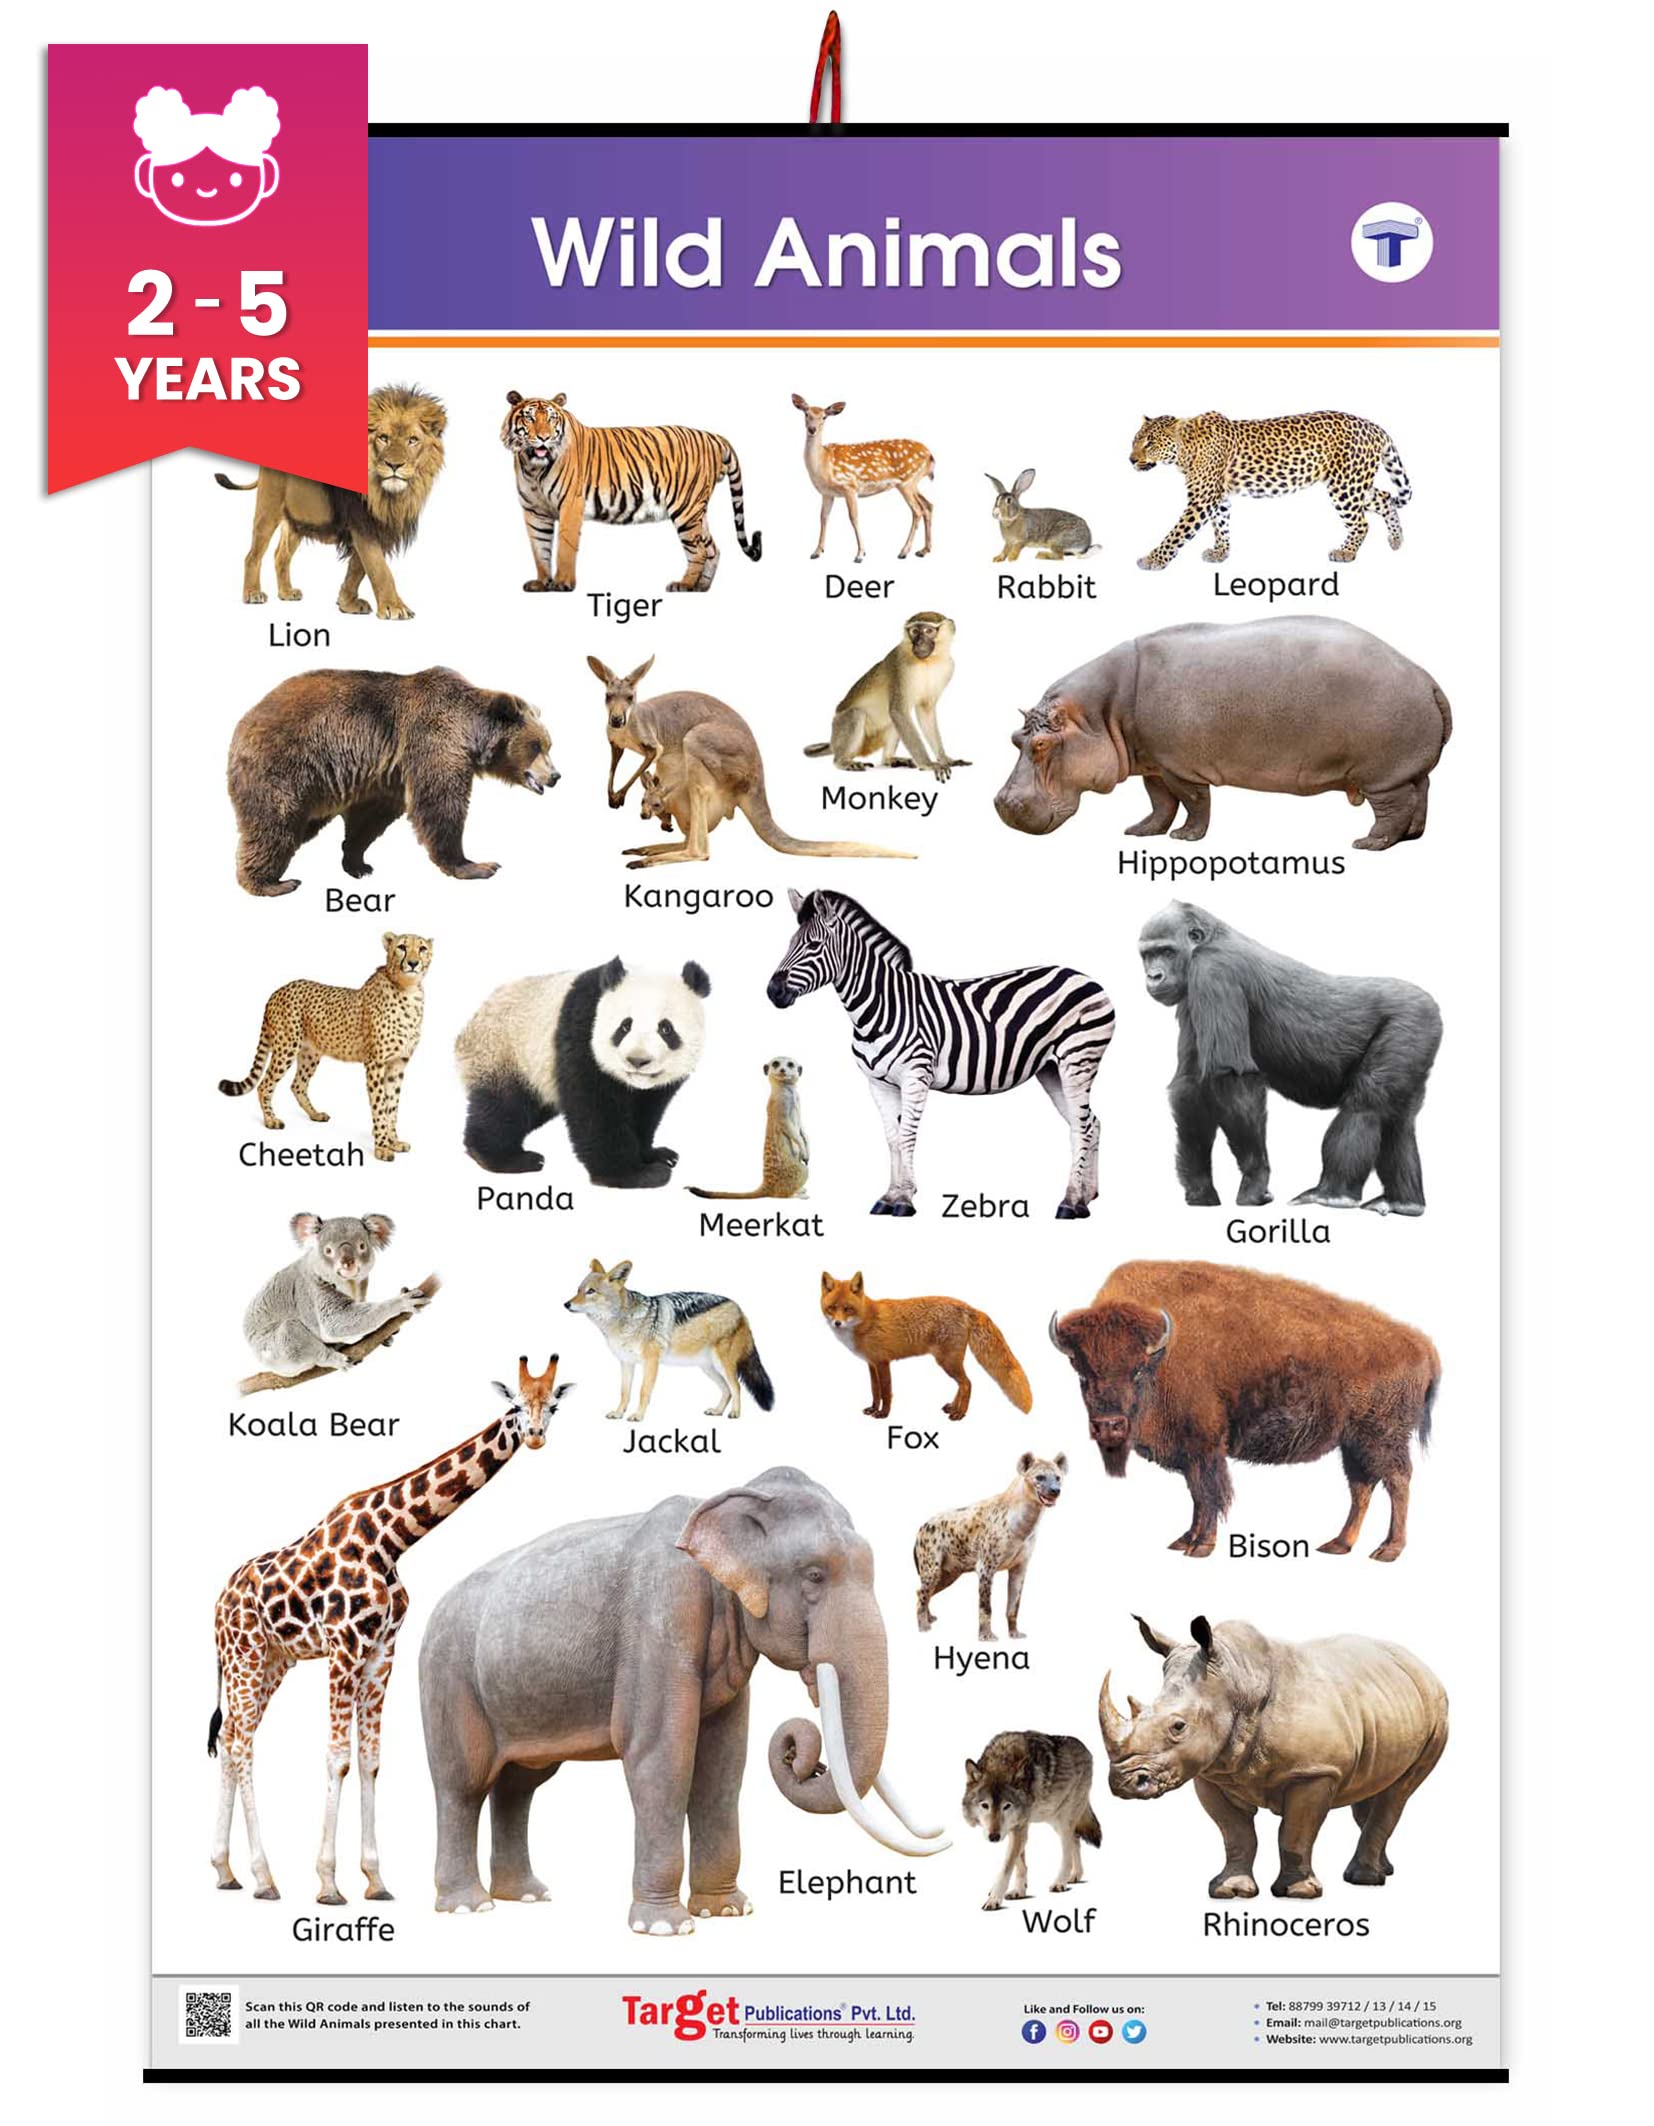 2 - 5
YEARS
Wild Animals
Lion
Tiger
Deer
Rabbit
Leopard
Bear
Kangaroo
Monkey
Hippopotamus
Cheetah
Panda
Meerkat
Zebra
Gorilla
Koala Bear
Jackal
Fox
Bison
Giraffe
Elephant
Hyena
Wolf
Rhinoceros
Scan this QR code and listen to the sounds of
all the Wild Animals presented in this chart.
Target Publications® Pvt. Ltd.
Transforming lives through learning.
Like and Follow us on:
• Tel: 88799 39712 / 13 / 14 / 15
• Email: mail@targetpublications.org
• Website: www.targetpublications.org